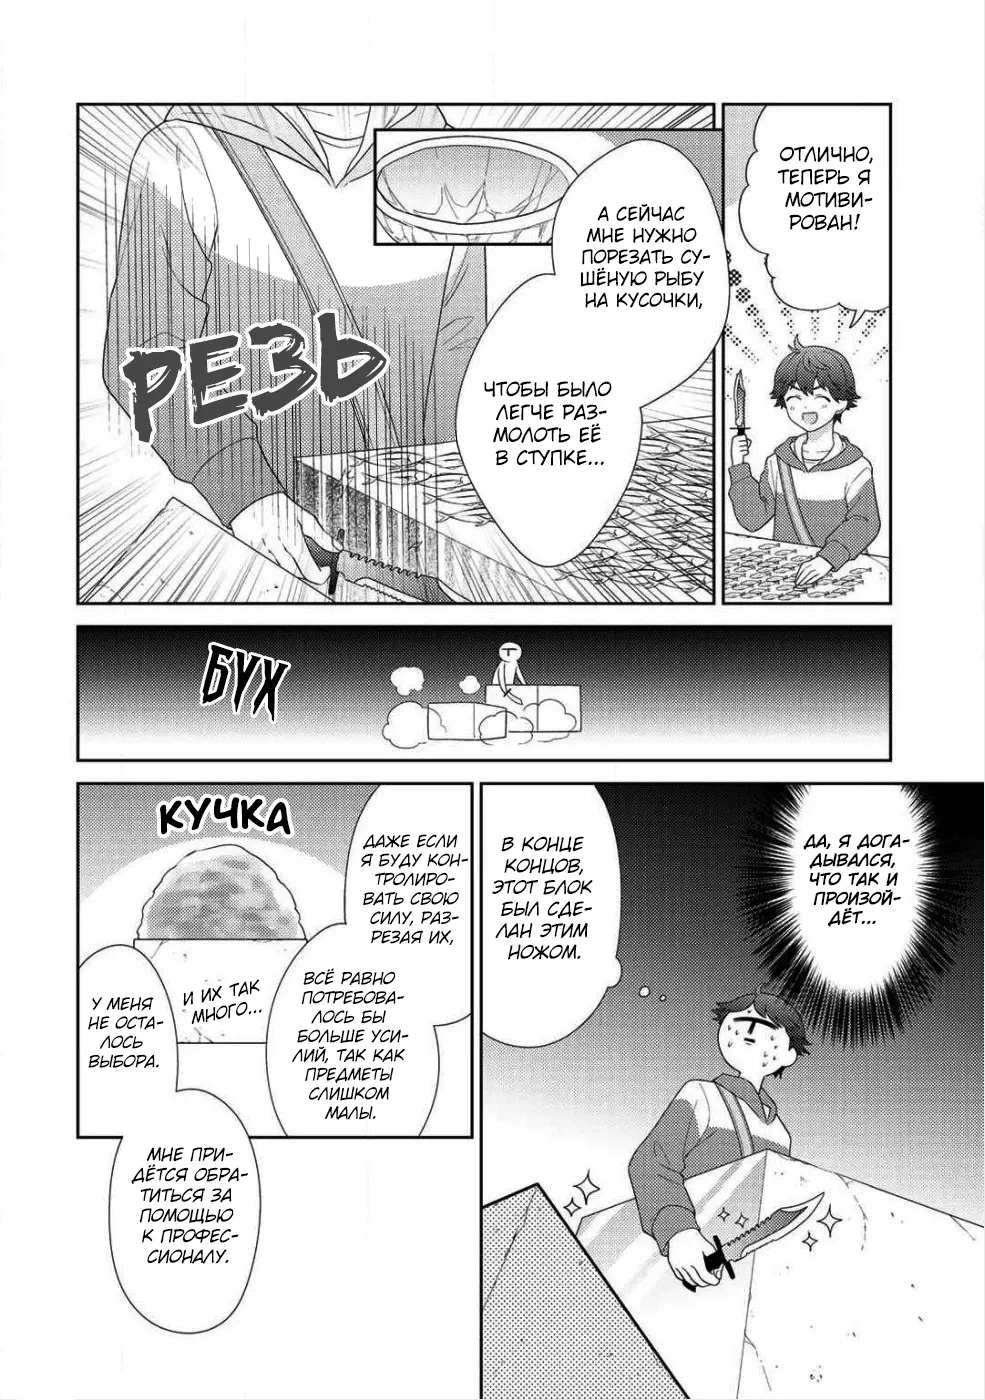 ОТЛИЧНО,
ТЕПЕРЬ Я
МОТИВИ-
РОВАН!
А СЕЙЧАС
МНЕ НУЖНО
ПОРЕЗАТЬ СУ-
ШЁНУЮ РЫБУ
НА КУСОЧКИ,
ЧТОБЫ БЫЛО
ЛЕГЧЕ РАЗ-
МОЛОТЬ ЕЁ
В СТУПКЕ...
РЕЗЬ
БУХ
ДА, Я ДОГА-
ДЫВАЛСЯ,
ЧТО ТАК И
ПРОИЗОЙ-
ДЁТ...
В КОНЦЕ
КОНЦОВ,
ЭТОТ БЛОК
БЫЛ СДЕ-
ЛАН ЭТИМ
НОЖОМ.
ДАЖЕ ЕСЛИ
Я БУДУ КОН-
ТРОЛИРО-
ВАТЬ СВОЮ
СИЛУ, РАЗ-
РЕЗАЯ ИХ,
ВСЁ РАВНО
ПОТРЕБОВА-
ЛОСЬ БЫ
БОЛЬШЕ УСИ-
ЛИЙ, ТАК КАК
ПРЕДМЕТЫ
СЛИШКОМ
МАЛЫ.
КУЧКА
И ИХ ТАК
МНОГО...
У МЕНЯ
НЕ ОСТА-
ЛОСЬ
ВЫБОРА.
МНЕ ПРИ-
ДЁТСЯ ОБРА-
ТИТЬСЯ ЗА
ПОМОЩЬЮ
К ПРОФЕС-
СИОНАЛУ.